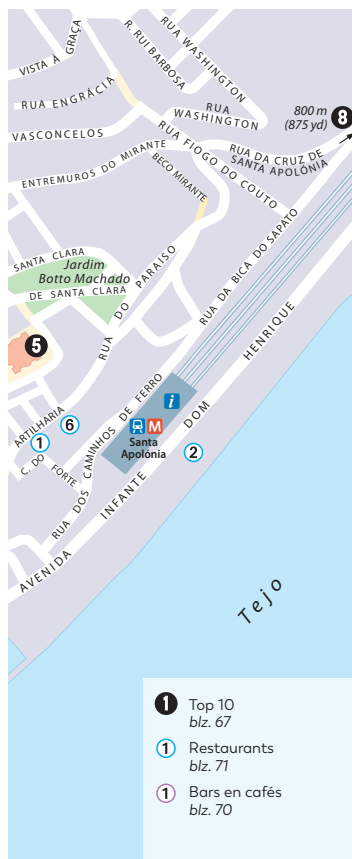 VISTA À
GRAÇA
R. RUI BARBOSA
RUA WASHINGTON
RUA ENGRÁCIA
RUA
WASHINGTON
800 m
(875 yd)
8
VASCONCELOS
RUA FIOGO DO COUTO
RUA DA CRUZ DE
SANTA APOLÓNIA
ENTREMUROS DO MIRANTE
BECO MIRANTE
SANTA CLARA
Jardim
Botto Machado
DE SANTA CLARA
RUA DO PARAISO
RUA DA BICA DO SAPATO
5
HENRIQUE
DOM
INFANTE
AVENIDA
i
M
Santa
Apolónia
6
ARTILHARIA
1
C. DO FORTE
RUA DOS CAMINHOS DE FERRO
2
Tejo
1 Top 10
blz. 67
1 Restaurants
blz. 71
1 Bars en cafés
blz. 70